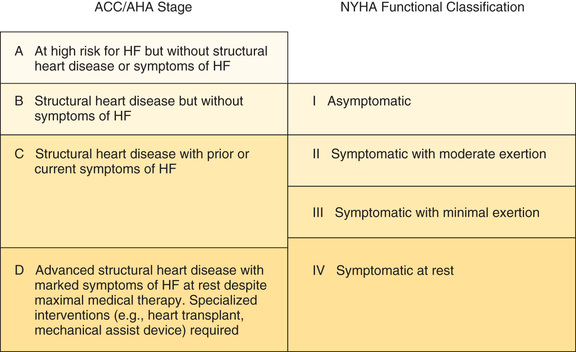 ACC/AHA Stage
NYHA Functional Classification
A At high risk for HF but without structural
heart disease or symptoms of HF
B Structural heart disease but without
symptoms of HF
I Asymptomatic
C Structural heart disease with prior or
current symptoms of HF
II Symptomatic with moderate exertion
III Symptomatic with minimal exertion
D Advanced structural heart disease with
marked symptoms of HF at rest despite
maximal medical therapy. Specialized
interventions (e.g., heart transplant,
mechanical assist device) required
IV Symptomatic at rest